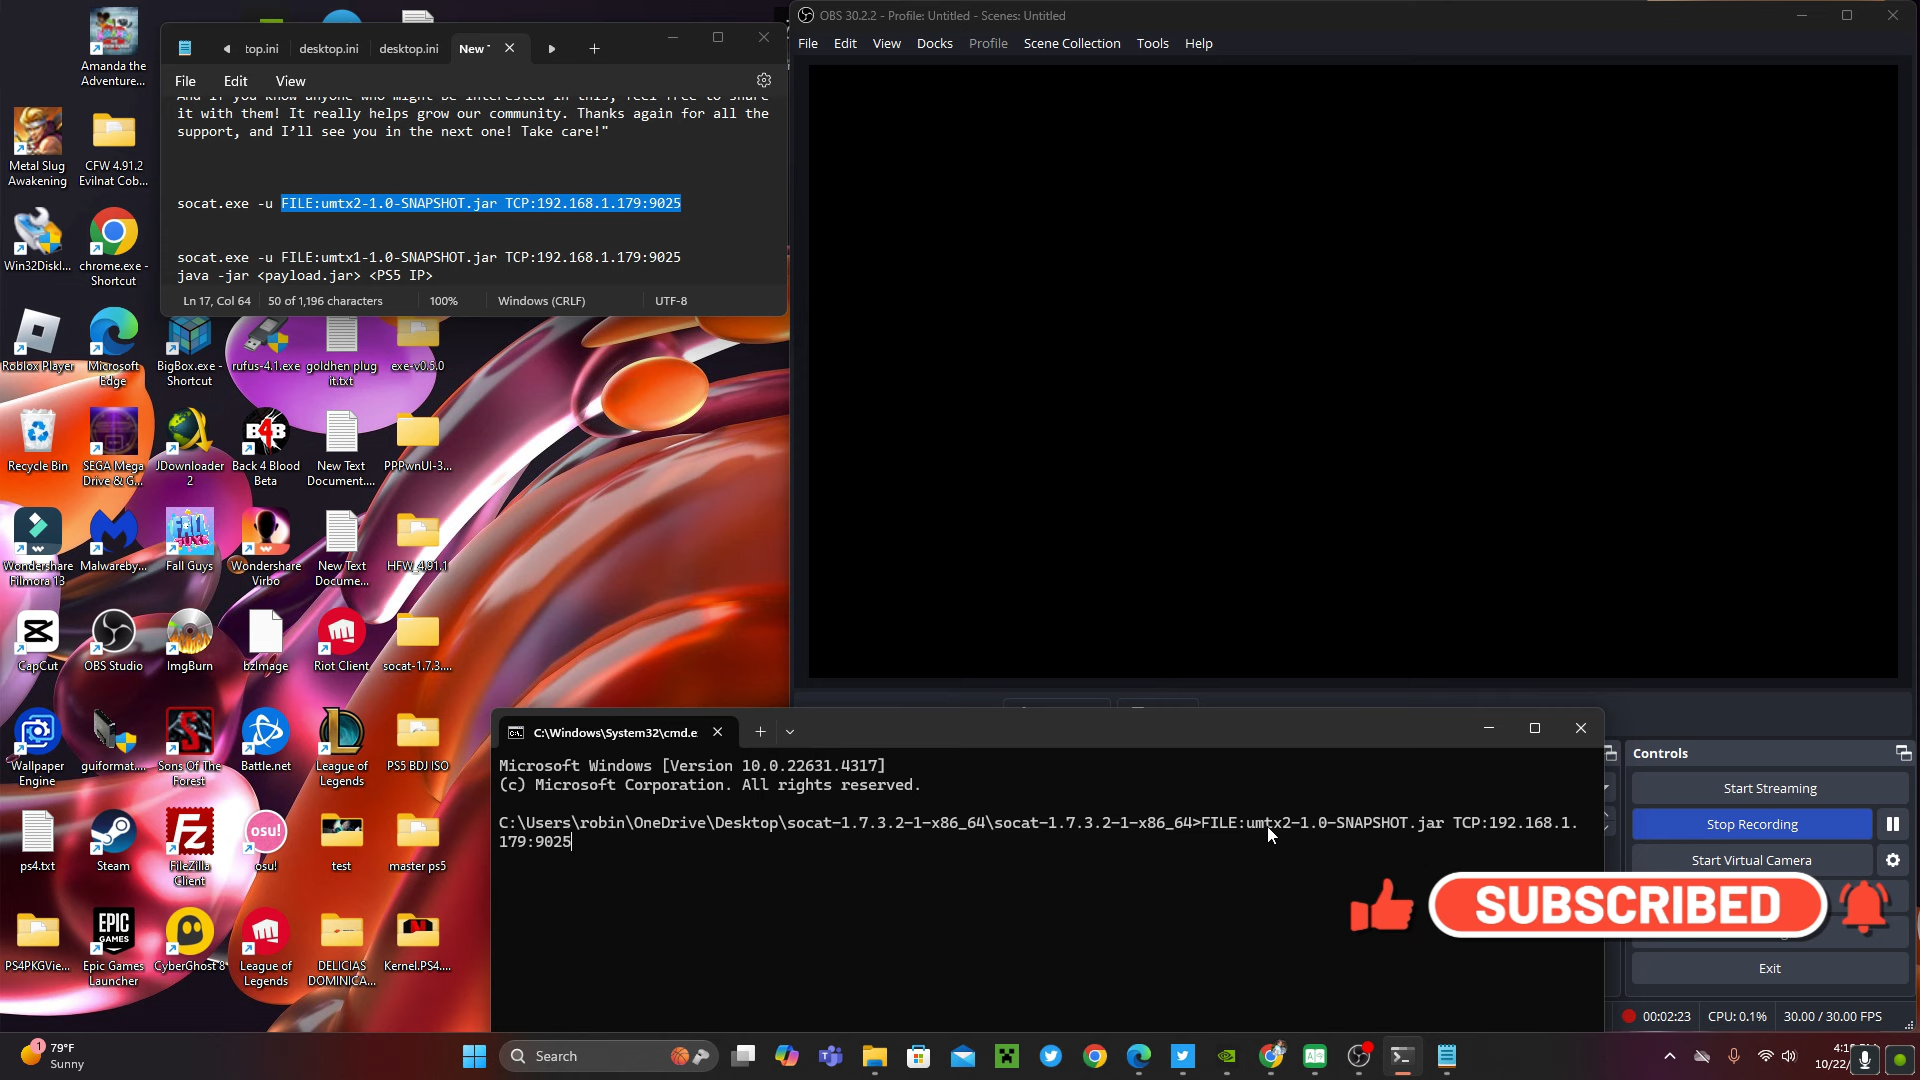 Amanda the
Adventure...
Metal Slug
Awakening
CFW 4.91.2
Evilnat Cob...
Win32DiskI...
chrome.exe -
Shortcut
Roblox Player
Microsoft
Edge
BigBox.exe -
Shortcut
rufus-4.1.exe
goldhen plug
it.txt
exe-v0.5.0
Recycle Bin
SEGA Mega
Drive & G...
JDownloader
2
B4B
Back 4 Blood
Beta
New Text
Document....
PPPwnUI-3...
Wondershare
Filmora 13
Malwareby...
Fall Guys
Wondershare
Virbo
New Text
Docume...
HFW_4.91.1
CapCut
OBS Studio
ImgBurn
bzImage
Riot Client
socat-1.7.3....
Wallpaper
Engine
guiformat....
Sons Of The
Forest
Battle.net
League of
Legends
PS5 BDJ ISO
ps4.txt
Steam
FileZilla
Client
osu!
osu!
test
master ps5
PS4PKGVie...
EPIC
GAMES
Epic Games
Launcher
CyberGhost 8
League of
Legends
DELICIAS
DOMINICA...
Kernel.PS4....
top.ini
desktop.ini
desktop.ini
New
File
Edit
View
it with them! It really helps grow our community. Thanks again for all the
support, and I’ll see you in the next one! Take care!"
socat.exe -u FILE:umtx2-1.0-SNAPSHOT.jar TCP:192.168.1.179:9025
socat.exe -u FILE:umtx1-1.0-SNAPSHOT.jar TCP:192.168.1.179:9025
java -jar <payload.jar> <PS5 IP>
Ln 17, Col 64
50 of 1,196 characters
100%
Windows (CRLF)
UTF-8
OBS 30.2.2 - Profile: Untitled - Scenes: Untitled
File
Edit
View
Docks
Profile
Scene Collection
Tools
Help
C:\Windows\System32\cmd.e
Microsoft Windows [Version 10.0.22631.4317]
(c) Microsoft Corporation. All rights reserved.
C:\Users\robin\OneDrive\Desktop\socat-1.7.3.2-1-x86_64\socat-1.7.3.2-1-x86_64>FILE:umtx2-1.0-SNAPSHOT.jar TCP:192.168.1.
179:9025
Controls
Start Streaming
Stop Recording
Start Virtual Camera
SUBSCRIBED
Exit
00:02:23
CPU: 0.1%
30.00 / 30.00 FPS
1
79°F
Sunny
Search
10/22/